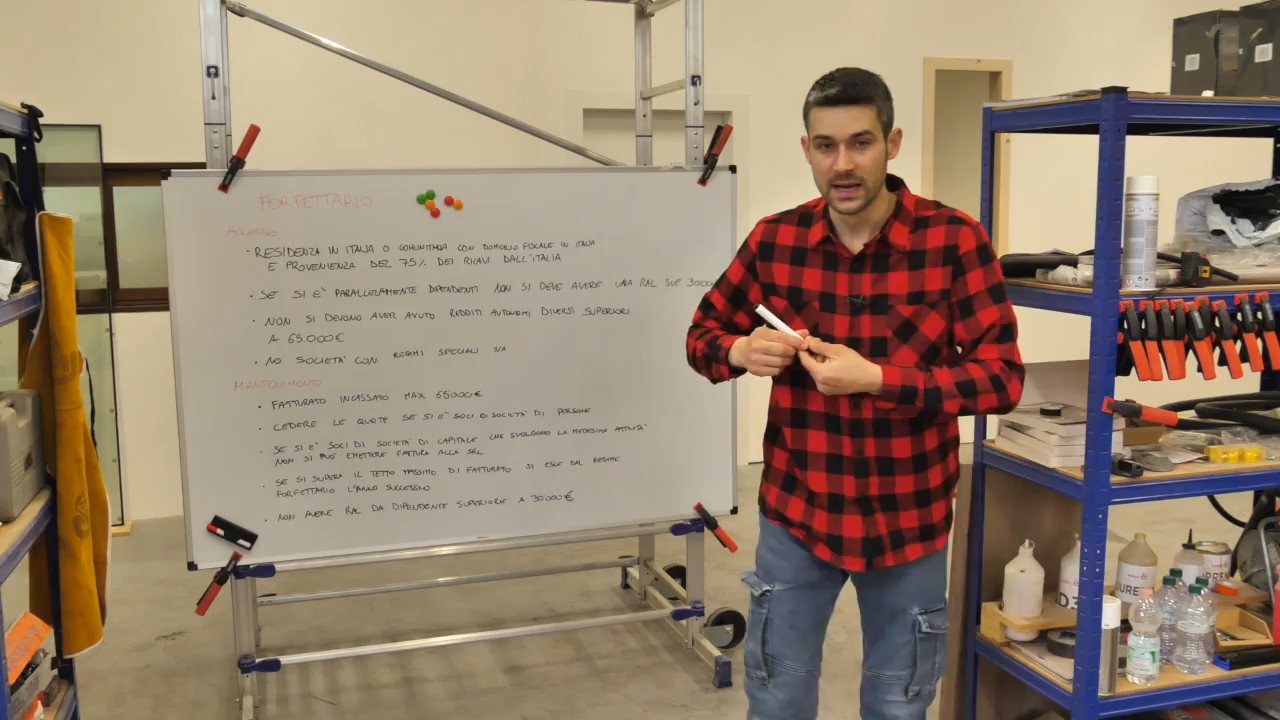 FORFETTARIO
ACCESSO
• RESIDENZA IN ITALIA O COMUNITARIA CON DOMICILIO FISCALE IN ITALIA
E PROVENIENZA DEL 75% DEI RICAVI DALL'ITALIA
• SE SI E' PARALLELAMENTE DIPENDENTI NON SI DEVE AVERE UNA RAL SUP. 30000
• NON SI DEVONO AVER AVUTO REDDITI AUTONOMI DIVERSI SUPERIORI
A 65.000€
• NO SOCIETA' CON REGIMI SPECIALI IVA
MANTENIMENTO
• FATTURATO INCASSATO MAX 65000€
• CEDERE LE QUOTE SE SI E' SOCI DI SOCIETA' DI PERSONE
• SE SI E' SOCI DI SOCIETA' DI CAPITALE CHE SVOLGONO LA MEDESIMA ATTIVITA'
NON SI PUO' EMETTERE FATTURA ALLA SRL
• SE SI SUPERA IL TETTO MASSIMO DI FATTURATO SI ESCE DAL REGIME
FORFETTARIO L'ANNO SUCCESSIVO
• NON AVERE RAL DA DIPENDENTE SUPERIORE A 30'000€